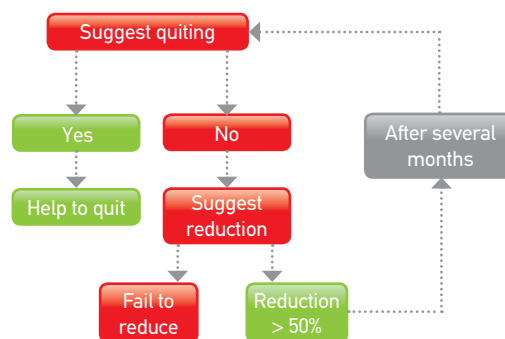 Suggest quiting
Yes
No
After several
months
Help to quit
Suggest
reduction
Fail to
reduce
Reduction
> 50%